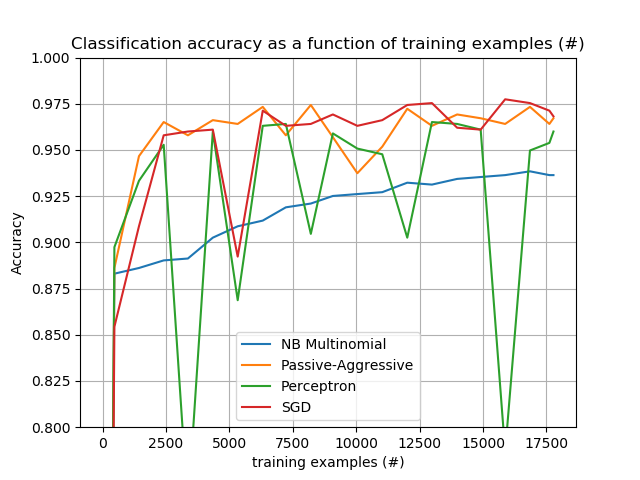 Classification accuracy as a function of training examples (#)
1.000
0.975
0.950
0.925
0.900
0.875
0.850
0.825
0.800
Accuracy
NB Multinomial
Passive-Aggressive
Perceptron
SGD
0 2500 5000 7500 10000 12500 15000 17500
training examples (#)